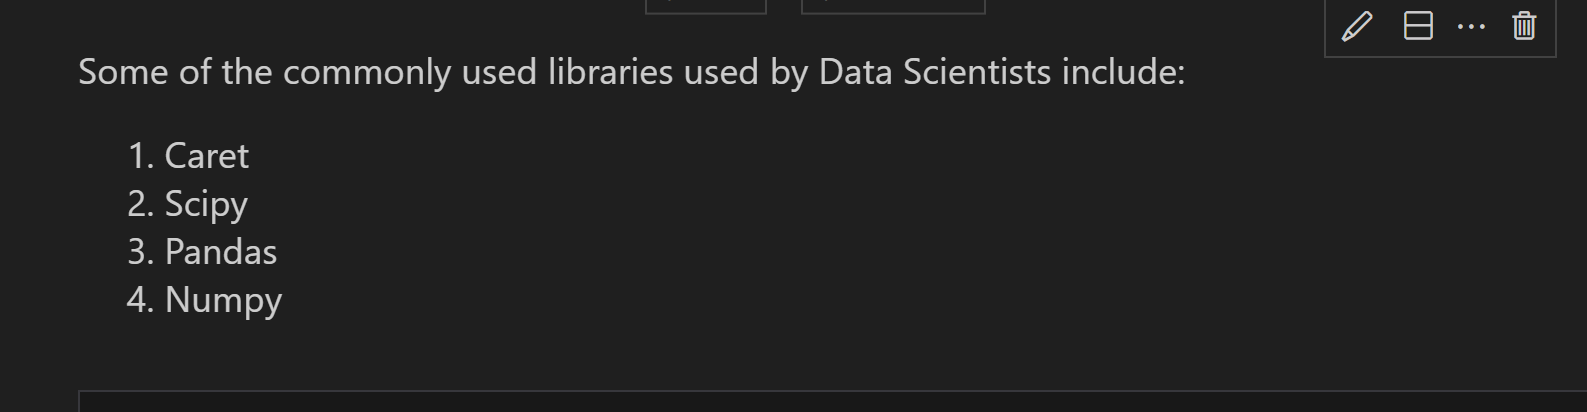 Some of the commonly used libraries used by Data Scientists include:
1. Caret
2. Scipy
3. Pandas
4. Numpy